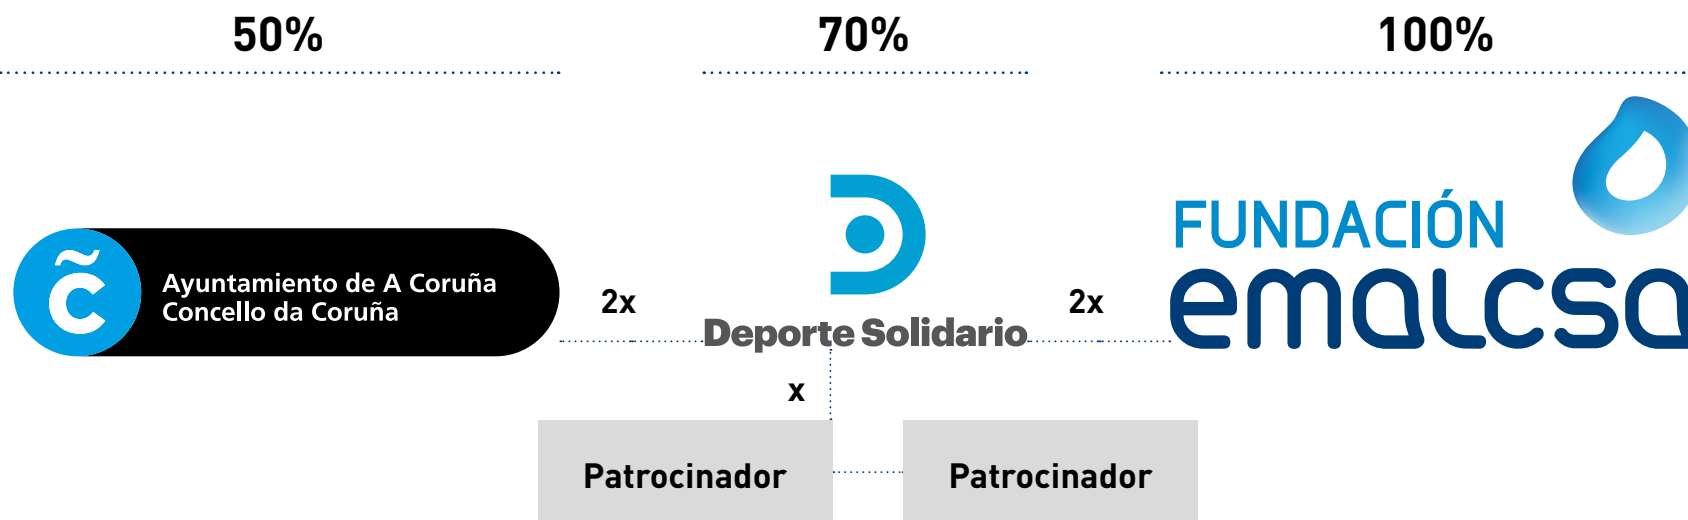 50%
70%
100%
FUNDACIÓN
emalcsa
c̃
Ayuntamiento de A Coruña
Concello da Coruña
2x
Deporte Solidario
2x
x
Patrocinador
Patrocinador